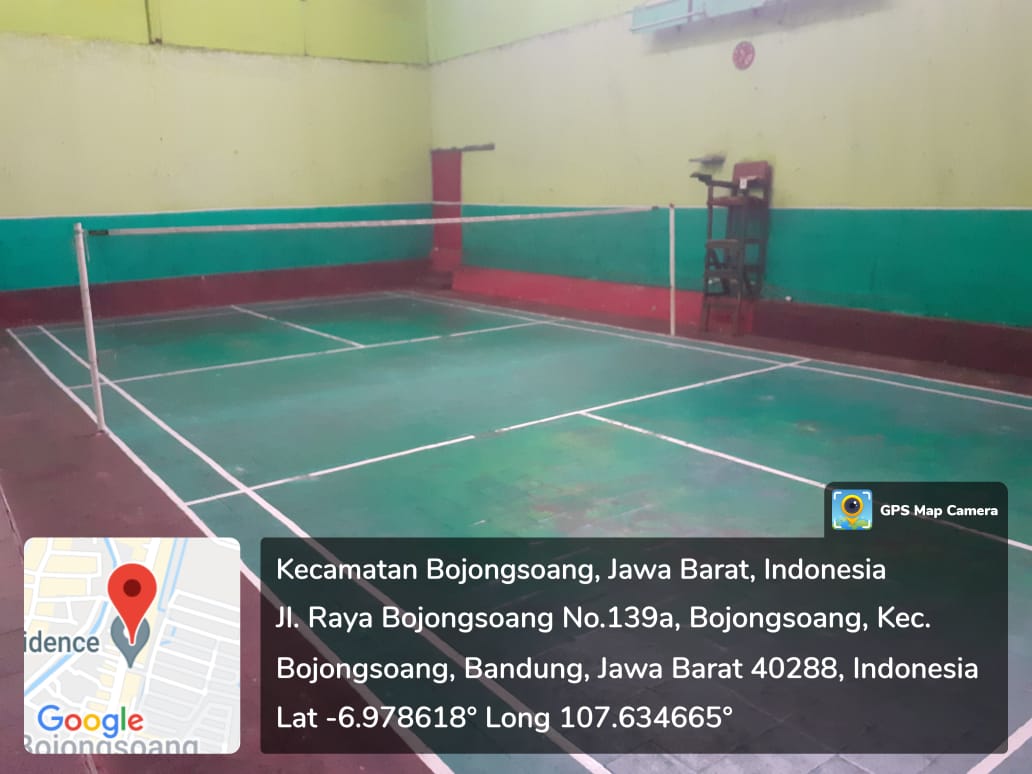 GPS Map Camera
Kecamatan Bojongsoang, Jawa Barat, Indonesia
Jl. Raya Bojongsoang No.139a, Bojongsoang, Kec.
Bojongsoang, Bandung, Jawa Barat 40288, Indonesia
Lat -6.978618° Long 107.634665°
idence
Google
Bojongsoang